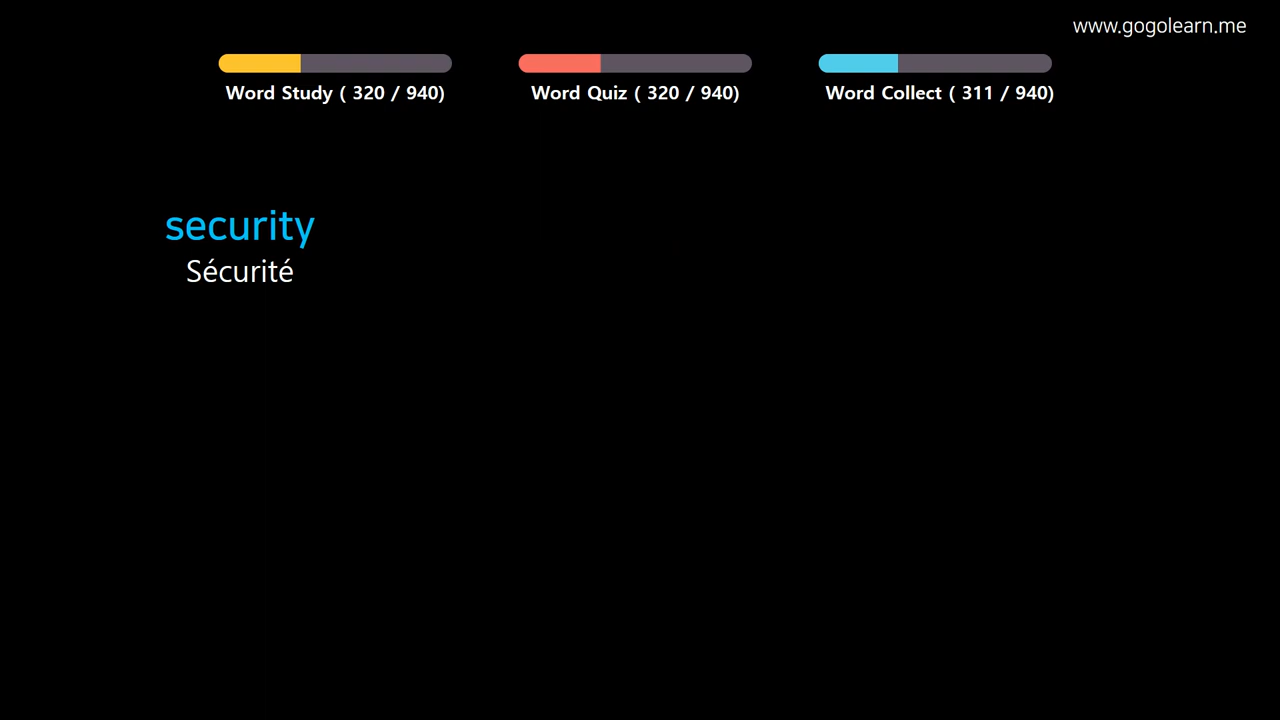 www.gogolearn.me
Word Study ( 320 / 940)
Word Quiz ( 320 / 940)
Word Collect ( 311 / 940)
security
Sécurité